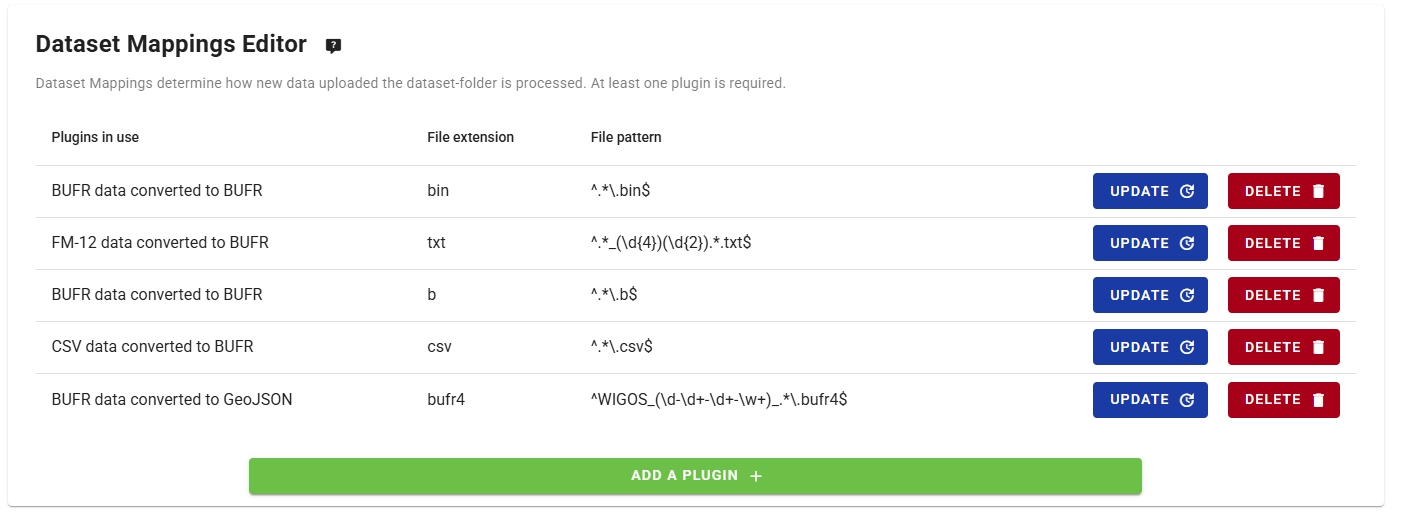 Dataset Mappings Editor
Dataset Mappings determine how new data uploaded the dataset-folder is processed. At least one plugin is required.
Plugins in use File extension File pattern
BUFR data converted to BUFR bin ^.*\.bin$ UPDATE DELETE
FM-12 data converted to BUFR txt ^.*_(\d{4})(\d{2}).*.txt$ UPDATE DELETE
BUFR data converted to BUFR b ^.*\.b$ UPDATE DELETE
CSV data converted to BUFR csv ^.*\.csv$ UPDATE DELETE
BUFR data converted to GeoJSON bufr4 ^WIGOS_(\d-\d+-\d+-\w+)_.*\.bufr4$ UPDATE DELETE
ADD A PLUGIN +